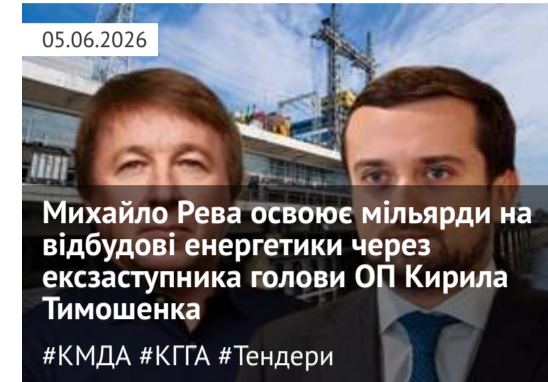 05.06.2026
Михайло Рева освоює мільярди на
відбудові енергетики через
ексзаступника голови ОП Кирила
Тимошенка
#КМДА #КГГА #Тендери